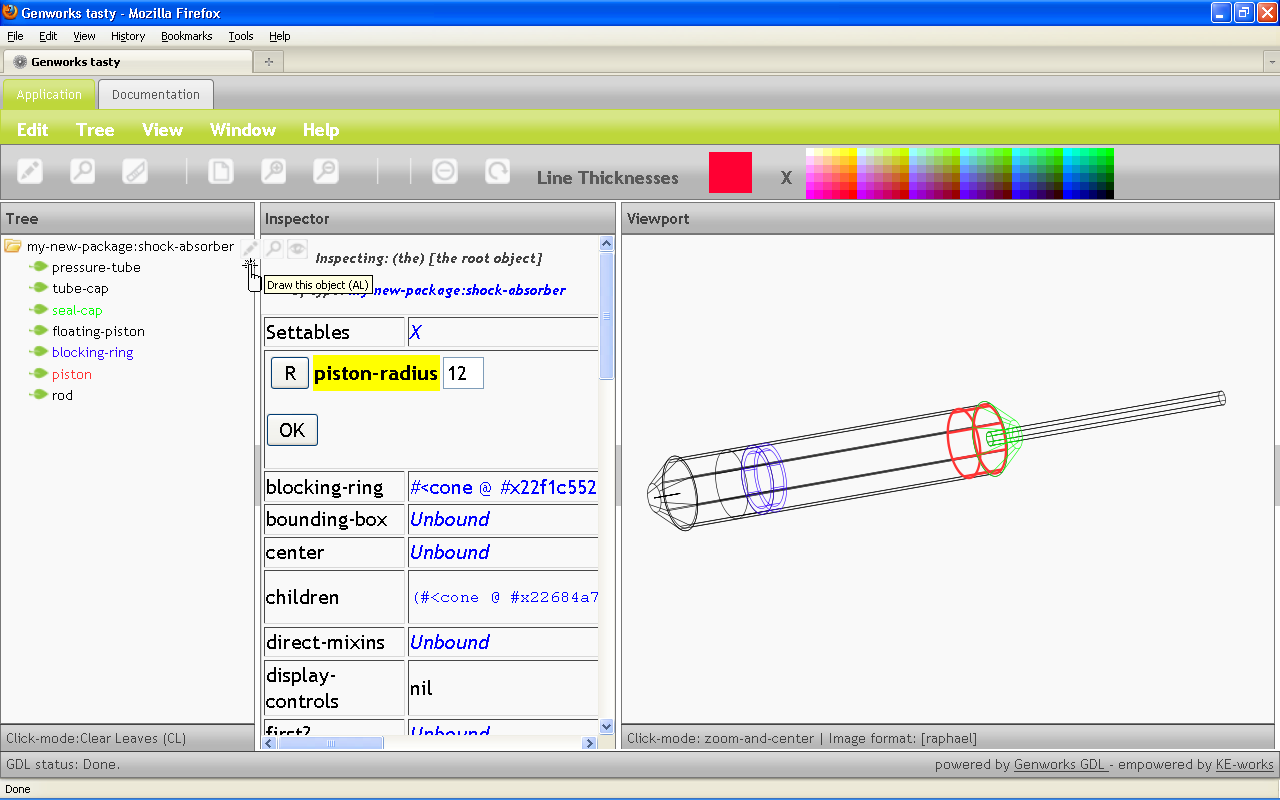 Genworks tasty - Mozilla Firefox
File Edit View History Bookmarks Tools Help
Genworks tasty
Application Documentation
Edit Tree View Window Help
Line Thicknesses X
Tree
my-new-package:shock-absorber
pressure-tube
tube-cap
seal-cap
floating-piston
blocking-ring
piston
rod
Click-mode:Clear Leaves (CL)
Inspector
Inspecting: (the) [the root object]
Draw this object (AL)
my-new-package:shock-absorber
Settables X
R piston-radius 12
OK
blocking-ring #<cone @ #x22f1c552
bounding-box Unbound
center Unbound
children (#<cone @ #x22684a7
direct-mixins Unbound
display-
controls nil
first? Unbound
Viewport
Click-mode: zoom-and-center | Image format: [raphael]
GDL status: Done. powered by Genworks GDL - empowered by KE-works
Done